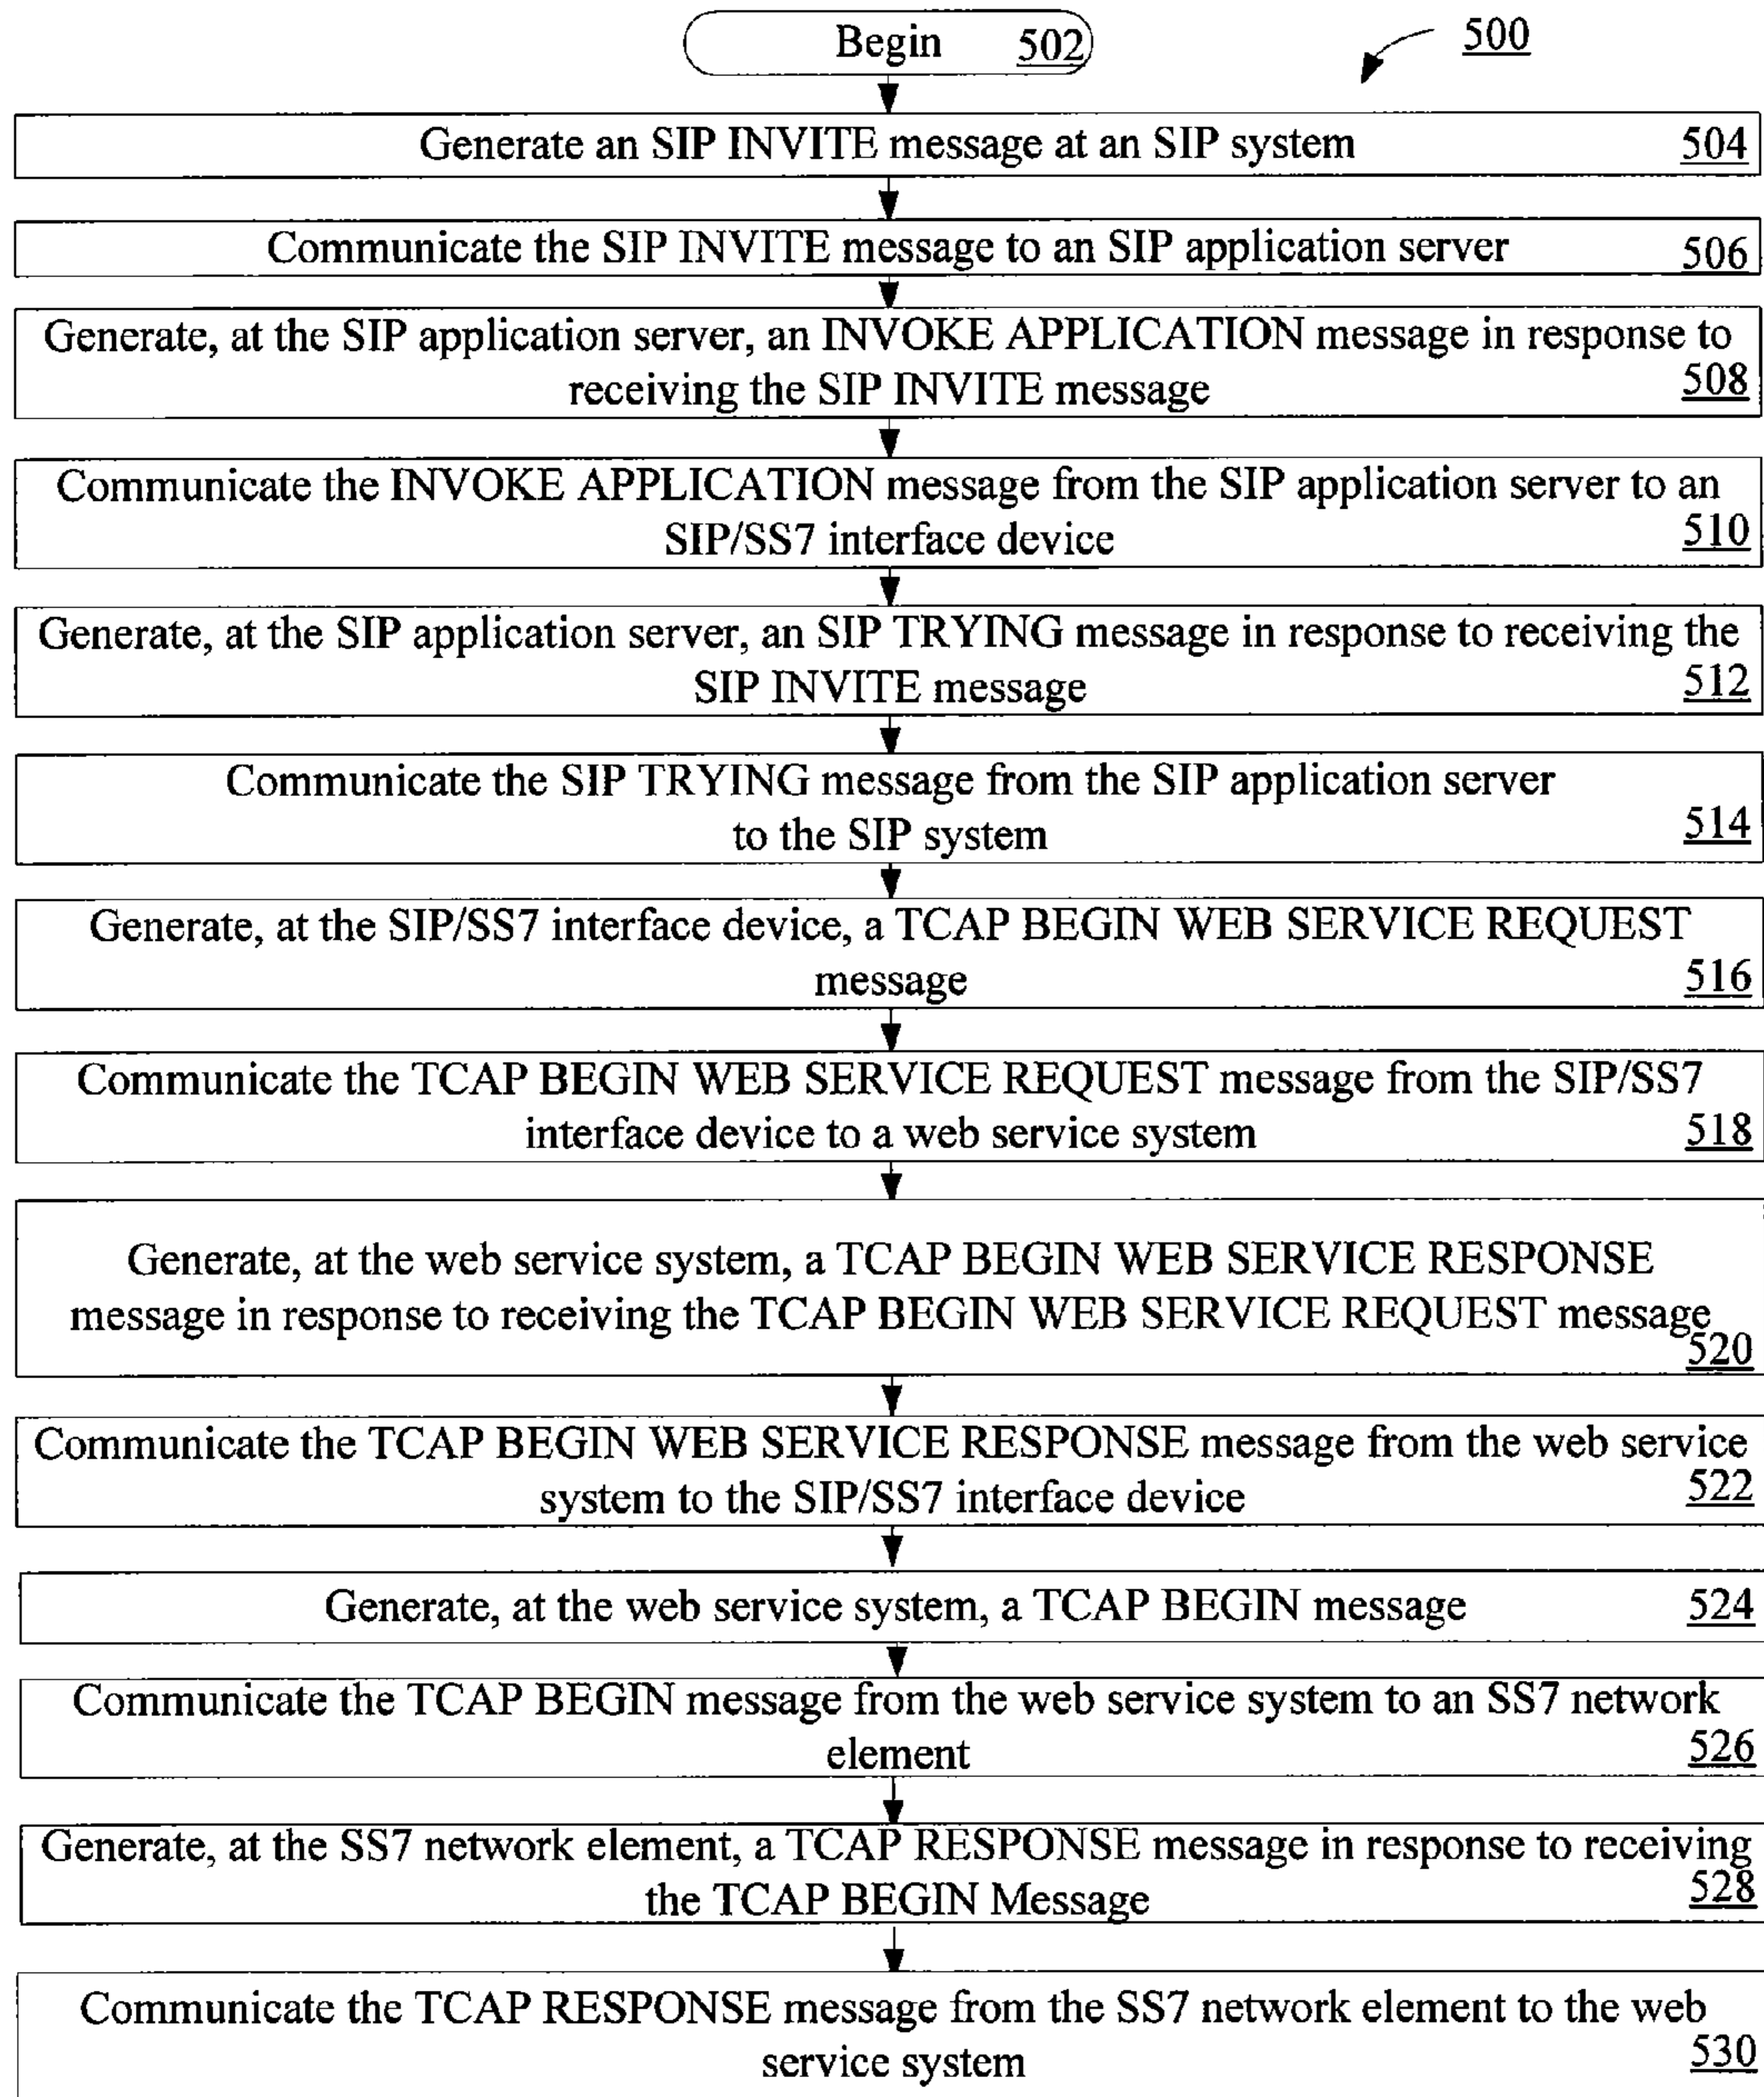 Begin 502
500
Generate an SIP INVITE message at an SIP system 504
Communicate the SIP INVITE message to an SIP application server 506
Generate, at the SIP application server, an INVOKE APPLICATION message in response to
receiving the SIP INVITE message 508
Communicate the INVOKE APPLICATION message from the SIP application server to an
SIP/SS7 interface device 510
Generate, at the SIP application server, an SIP TRYING message in response to receiving the
SIP INVITE message 512
Communicate the SIP TRYING message from the SIP application server
to the SIP system 514
Generate, at the SIP/SS7 interface device, a TCAP BEGIN WEB SERVICE REQUEST
message 516
Communicate the TCAP BEGIN WEB SERVICE REQUEST message from the SIP/SS7
interface device to a web service system 518
Generate, at the web service system, a TCAP BEGIN WEB SERVICE RESPONSE
message in response to receiving the TCAP BEGIN WEB SERVICE REQUEST message
520
Communicate the TCAP BEGIN WEB SERVICE RESPONSE message from the web service
system to the SIP/SS7 interface device 522
Generate, at the web service system, a TCAP BEGIN message 524
Communicate the TCAP BEGIN message from the web service system to an SS7 network
element 526
Generate, at the SS7 network element, a TCAP RESPONSE message in response to receiving
the TCAP BEGIN Message 528
Communicate the TCAP RESPONSE message from the SS7 network element to the web
service system 530